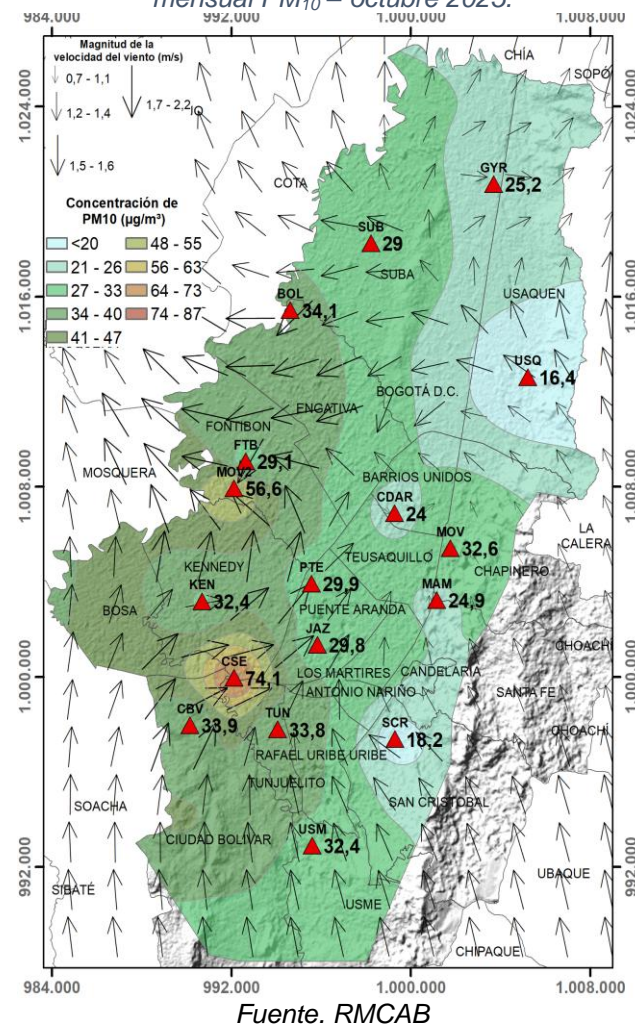 mensual PM₁₀ – octubre 2025.
984.000 992.000 1.000.000 1.008.000
Magnitud de la
velocidad del viento (m/s)
0,7 - 1,1
1,2 - 1,4
1,5 - 1,6
1,7 - 2,2
IO
Concentración de
PM10 (µg/m³)
<20
21 - 26
27 - 33
34 - 40
41 - 47
48 - 55
56 - 63
64 - 73
74 - 87
CHÍA
SOPÓ
1.024.000
1.024.000
COTA
GYR
25,2
SUB
29
SUBA
1.016.000
1.016.000
BOL
34,1
USAQUEN
USQ
16,4
BOGOTÁ D.C.
ENGATIVA
FONTIBON
FTB
29,1
MOSQUERA
MOV2
56,6
1.008.000
1.008.000
BARRIOS UNIDOS
CDAR
24
MOV
32,6
LA
CALERA
TEUSAQUILLO
CHAPINERO
KENNEDY
KEN
32,4
PTE
29,9
MAM
24,9
BOSA
PUENTE ARANDA
JAZ
29,8
CHOACHÍ
1.000.000
1.000.000
CSE
74,1
LOS MARTIRES
CANDELARIA
ANTONIO NARIÑO
SANTA FE
CBV
33,9
TUN
33,8
SCR
18,2
CHOACHÍ
RAFAEL URIBE URIBE
TUNJUELITO
SOACHA
SAN CRISTOBAL
CIUDAD BOLIVAR
USM
32,4
992.000
992.000
SIBATÉ
UBAQUE
USME
CHIPAQUE
984.000 992.000 1.000.000 1.008.000
Fuente. RMCAB